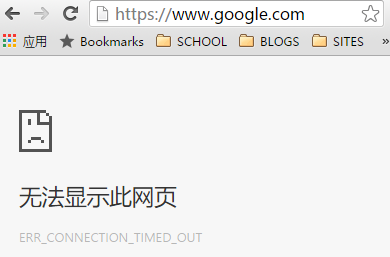 https://www.google.com
应用 Bookmarks SCHOOL BLOGS SITES »
无法显示此网页
ERR_CONNECTION_TIMED_OUT